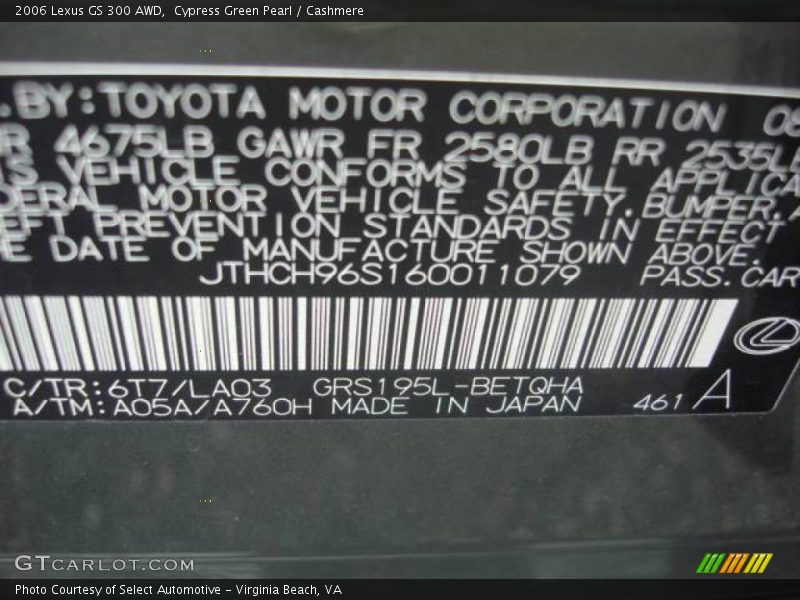 2006 Lexus GS 300 AWD, Cypress Green Pearl / Cashmere
.BY:TOYOTA MOTOR CORPORATION 06
R 4675LB GAWR FR 2580LB RR 2535LB
S VEHICLE CONFORMS TO ALL APPLICA
DERAL MOTOR VEHICLE SAFETY.BUMPER.A
EFT PREVENTION STANDARDS IN EFFECT
E DATE OF MANUFACTURE SHOWN ABOVE.
JTHCH96S160011079 PASS.CAR
C/TR:6T7/LA03 GRS195L-BETQHA
A/TM:A05A/A760H MADE IN JAPAN 461 A
GTCARLOT.COM
Photo Courtesy of Select Automotive - Virginia Beach, VA